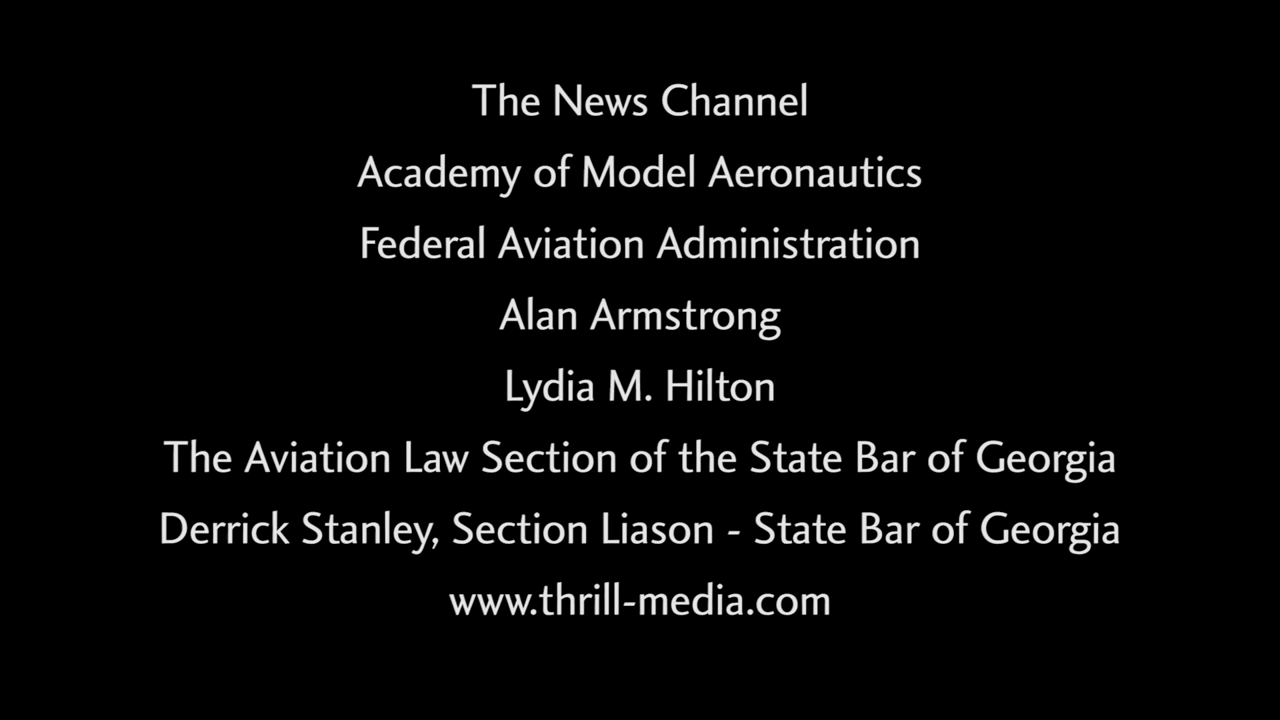 The News Channel
Academy of Model Aeronautics
Federal Aviation Administration
Alan Armstrong
Lydia M. Hilton
The Aviation Law Section of the State Bar of Georgia
Derrick Stanley, Section Liason - State Bar of Georgia
www.thrill-media.com